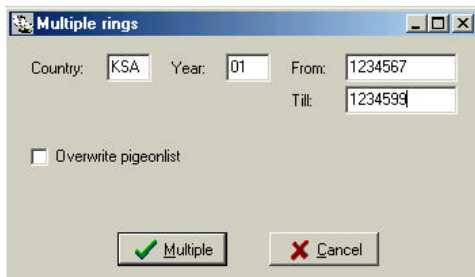 Multiple rings
Country: KSA Year: 01 From: 1234567
Till: 1234599
Overwrite pigeonlist
Multiple Cancel